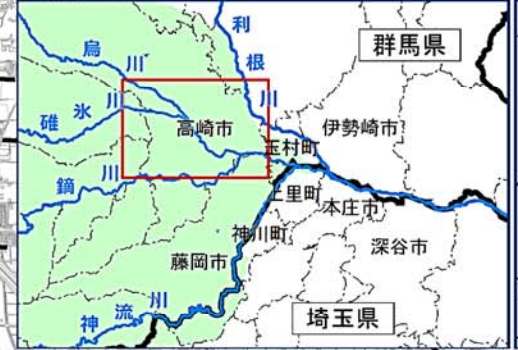 利根川
群馬県
烏川
碓氷川
高崎市
伊勢崎市
玉村町
鏑川
上里町
本庄市
神川町
深谷市
藤岡市
神流川
埼玉県